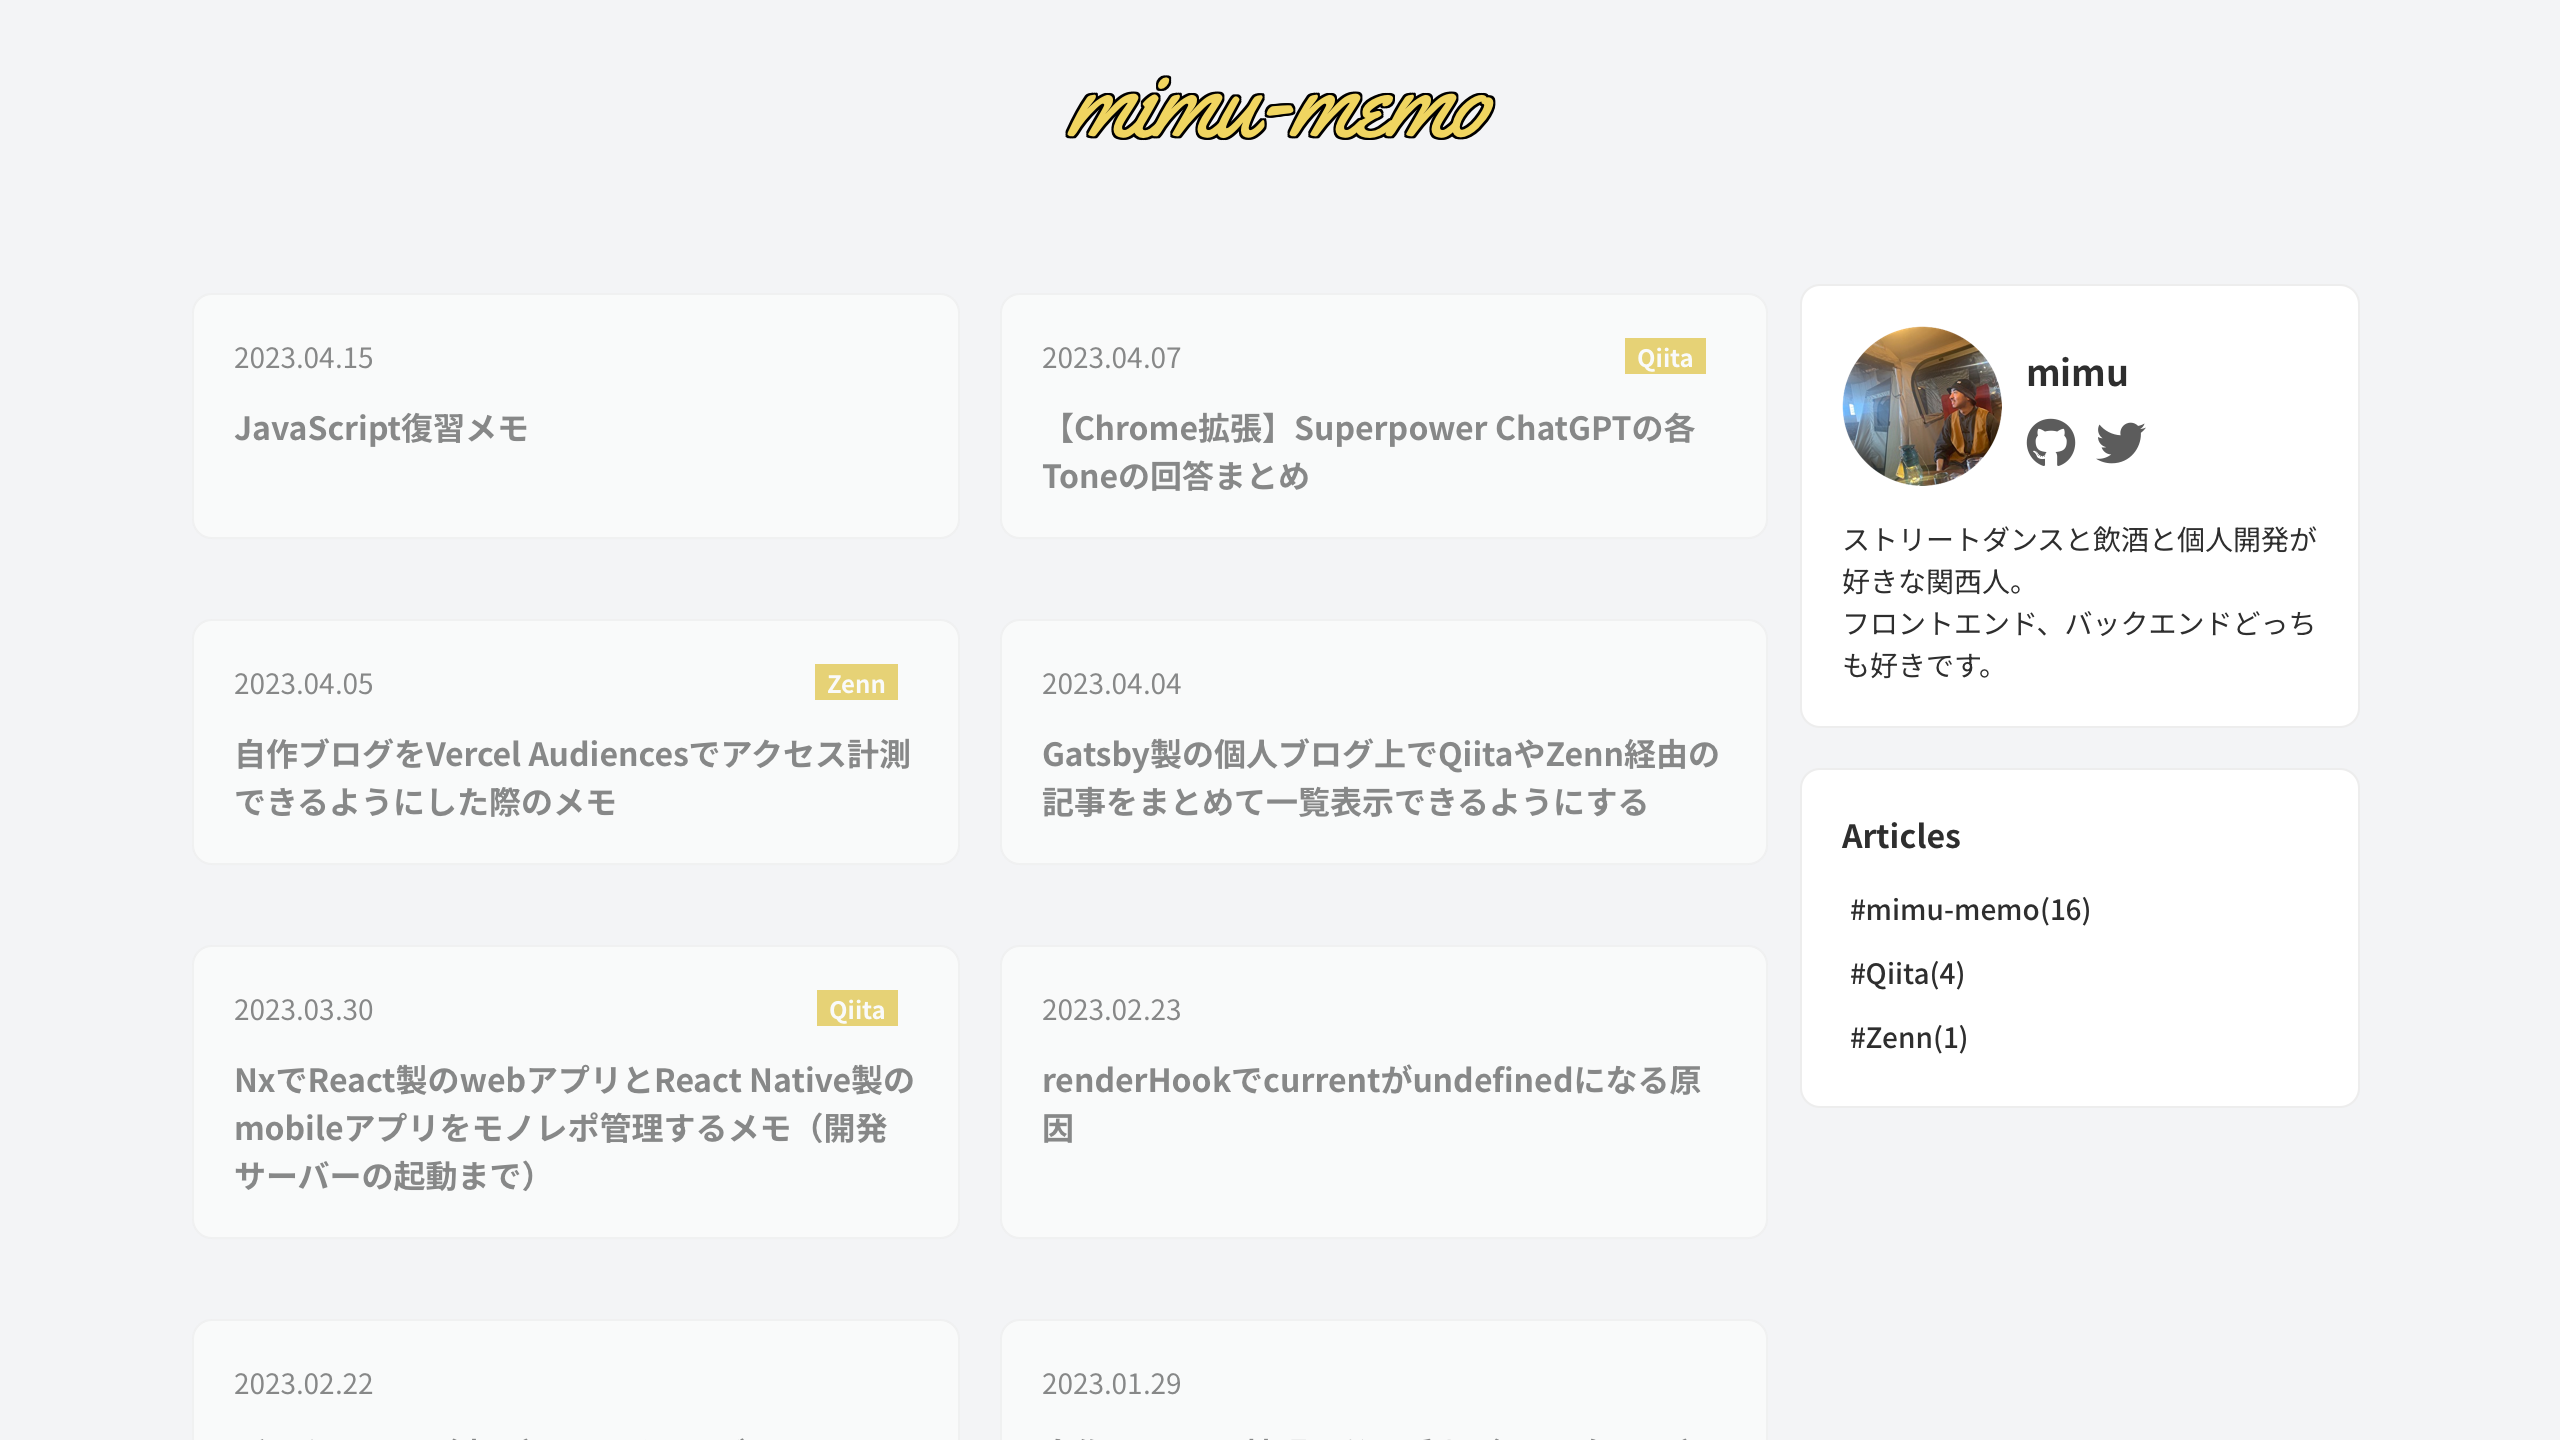 mimu-memo
2023.04.15
JavaScript復習メモ
2023.04.07
Qiita
【Chrome拡張】Superpower ChatGPTの各
Toneの回答まとめ
2023.04.05
Zenn
自作ブログをVercel Audiencesでアクセス計測
できるようにした際のメモ
2023.04.04
Gatsby製の個人ブログ上でQiitaやZenn経由の
記事をまとめて一覧表示できるようにする
2023.03.30
Qiita
NxでReact製のwebアプリとReact Native製の
mobileアプリをモノレポ管理するメモ（開発
サーバーの起動まで）
2023.02.23
renderHookでcurrentがundefinedになる原
因
2023.02.22
2023.01.29
mimu
ストリートダンスと飲酒と個人開発が
好きな関西人。
フロントエンド、バックエンドどっち
も好きです。
Articles
#mimu-memo(16)
#Qiita(4)
#Zenn(1)